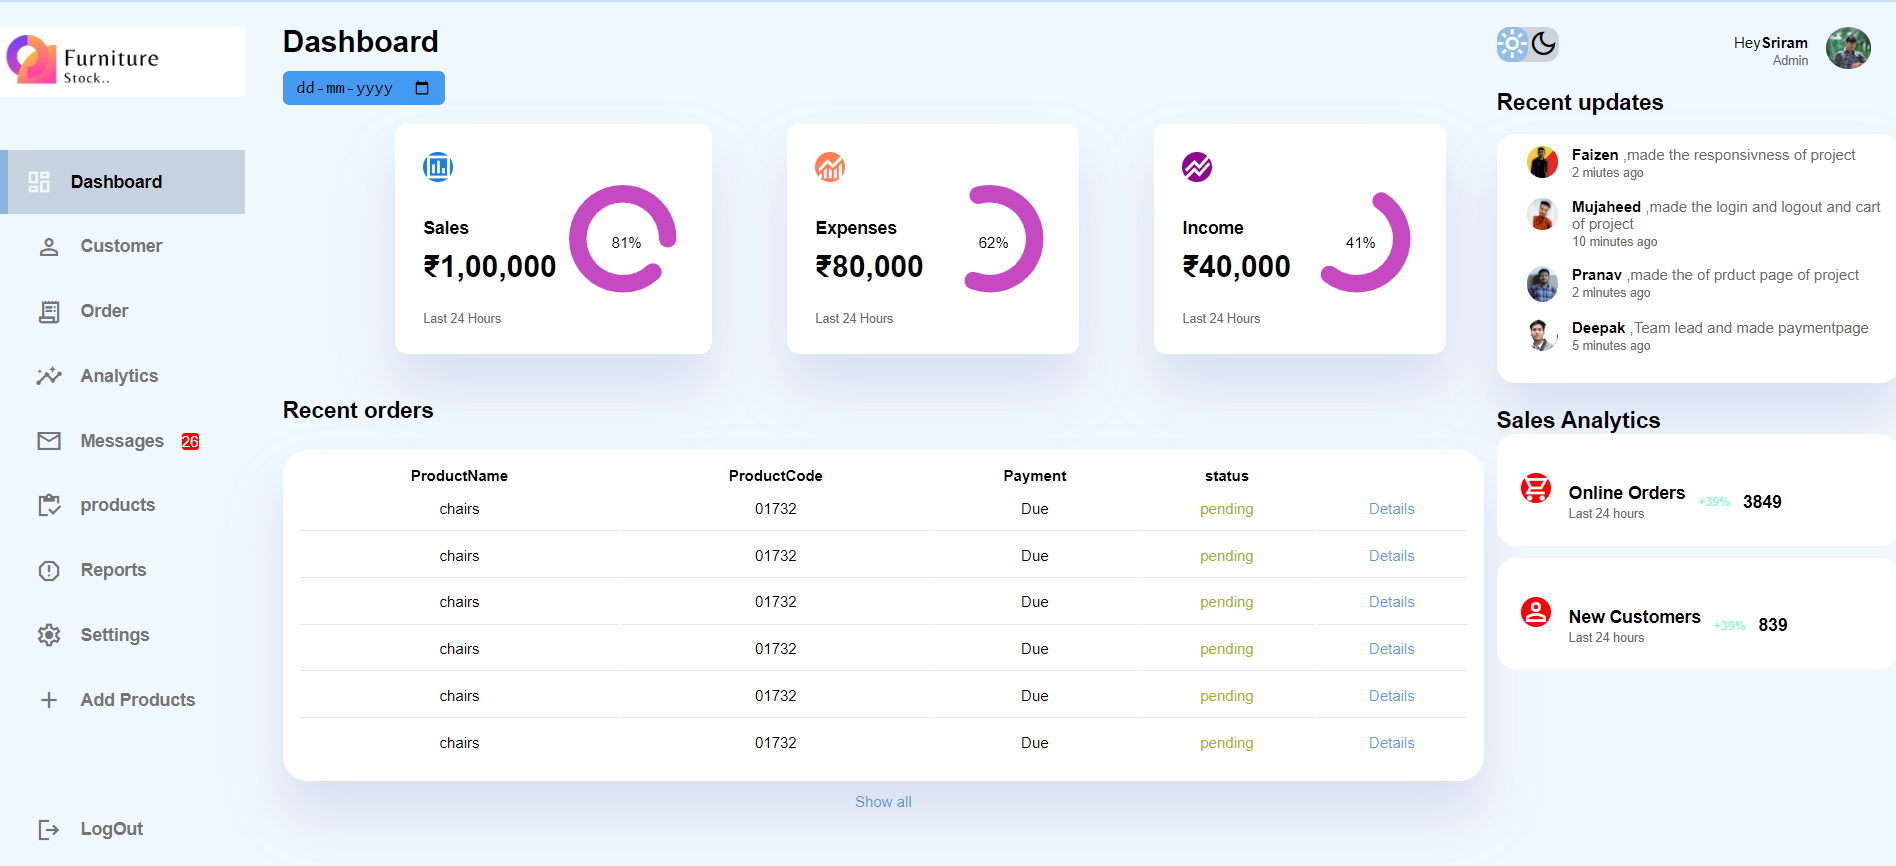 Furniture
Stock..
Dashboard
Customer
Order
Analytics
Messages 26
products
Reports
Settings
Add Products
LogOut
Dashboard
dd-mm-yyyy
Sales
₹1,00,000
81%
Last 24 Hours
Expenses
₹80,000
62%
Last 24 Hours
Income
₹40,000
41%
Last 24 Hours
Recent orders
ProductName ProductCode Payment status
chairs 01732 Due pending Details
chairs 01732 Due pending Details
chairs 01732 Due pending Details
chairs 01732 Due pending Details
chairs 01732 Due pending Details
chairs 01732 Due pending Details
Show all
HeySriram
Admin
Recent updates
Faizen ,made the responsivness of project
2 miutes ago
Mujaheed ,made the login and logout and cart
of project
10 minutes ago
Pranav ,made the of prduct page of project
2 minutes ago
Deepak ,Team lead and made paymentpage
5 minutes ago
Sales Analytics
Online Orders +39% 3849
Last 24 hours
New Customers +39% 839
Last 24 hours